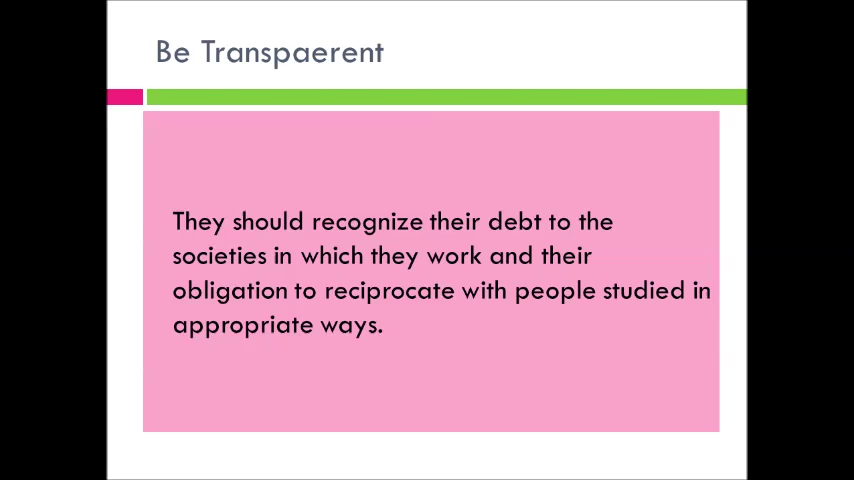 Be Transpaerent
They should recognize their debt to the
societies in which they work and their
obligation to reciprocate with people studied in
appropriate ways.